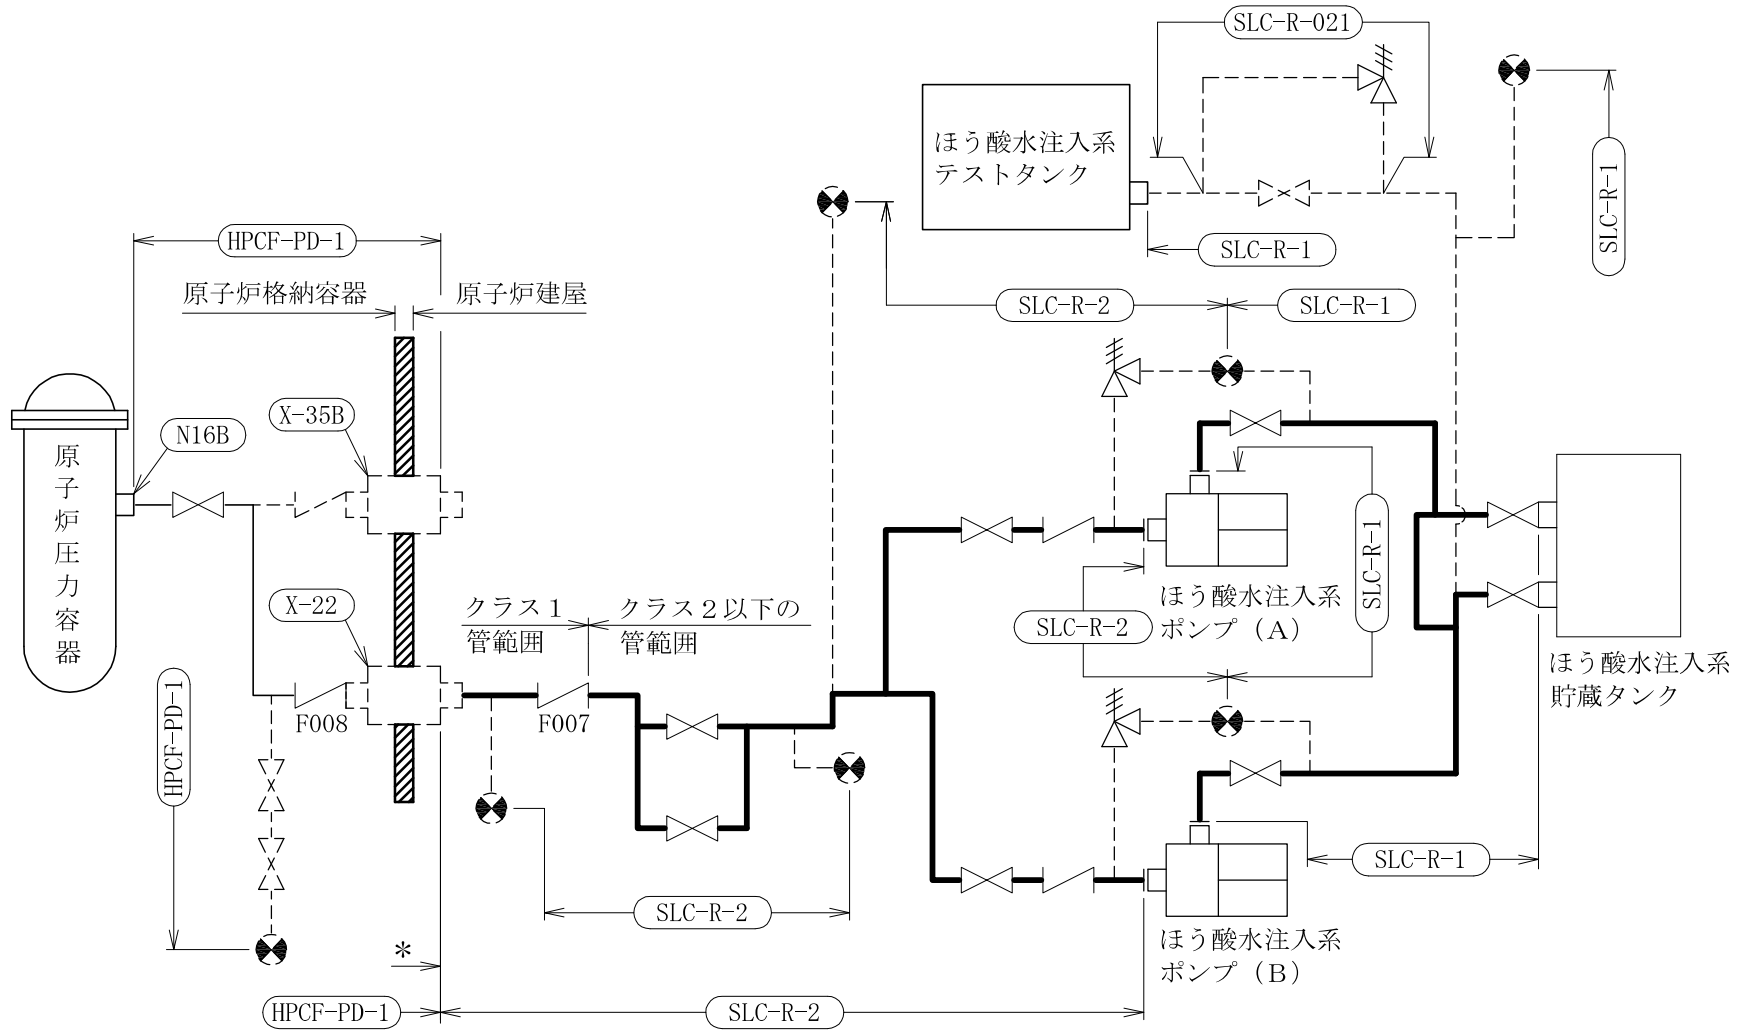 SLC-R-021
ほう酸水注入系
テストタンク
SLC-R-1
HPCF-PD-1
SLC-R-1
原子炉格納容器
原子炉建屋
SLC-R-2
SLC-R-1
X-35B
N16B
原子炉圧力容器
SLC-R-1
X-22
クラス1
管範囲
クラス2以下の
管範囲
ほう酸水注入系
ポンプ（A）
SLC-R-2
ほう酸水注入系
貯蔵タンク
HPCF-PD-1
F008
F007
SLC-R-1
SLC-R-2
ほう酸水注入系
ポンプ（B）
*
HPCF-PD-1
SLC-R-2